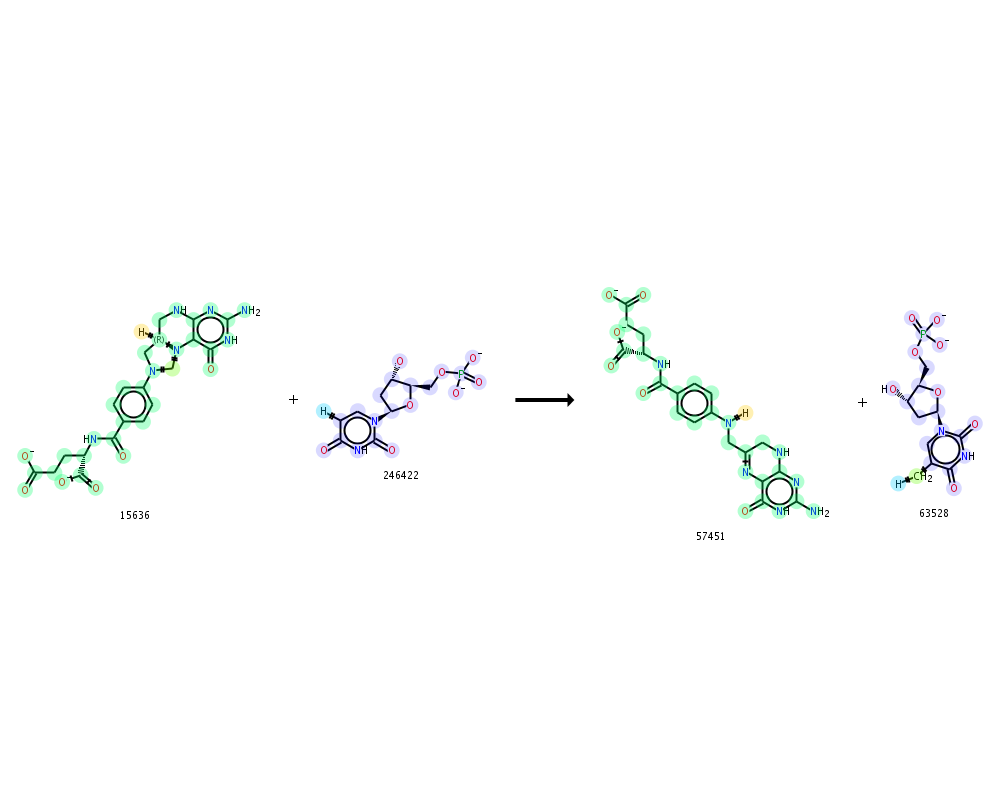 15636
+
246422
57451
+
63528
H
(R)
NH
N
NH2
NH
O
N
N
HN
O
O-
O
O-
O
H
O
O
O
O-
P
O
O-
N
O
NH
O
O-
O
O-
O
NH
O
N
H
NH
N
N
O
NH
NH2
O
P
O-
O-
O
HO
O
N
O
NH
O
CH2
H